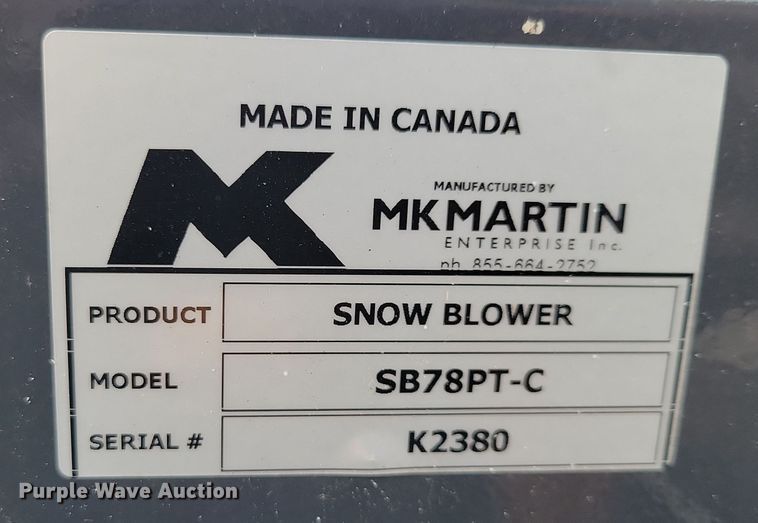 MADE IN CANADA
MK
MANUFACTURED BY
MKMARTIN
ENTERPRISE Inc.
ph. 855-664-2752
PRODUCT SNOW BLOWER
MODEL SB78PT-C
SERIAL # K2380
Purple Wave Auction